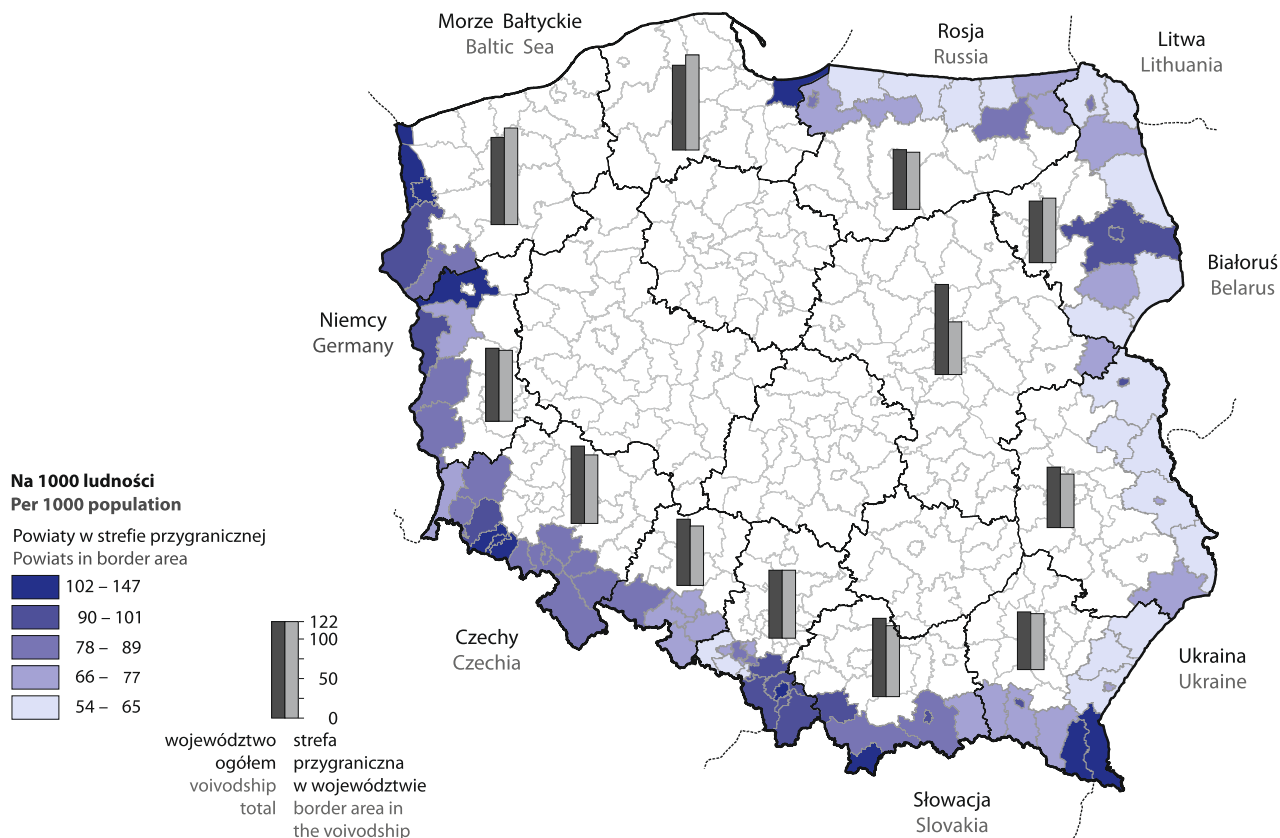 Morze Bałtyckie
Baltic Sea
Rosja
Russia
Litwa
Lithuania
Białoruś
Belarus
Niemcy
Germany
Czechy
Czechia
Ukraina
Ukraine
Słowacja
Slovakia
Na 1000 ludności
Per 1000 population
Powiaty w strefie przygranicznej
Powiats in border area
102 – 147
90 – 101
78 – 89
66 – 77
54 – 65
122
100
50
0
województwo
ogółem
voivodship
total
strefa
przygraniczna
w województwie
border area in
the voivodship